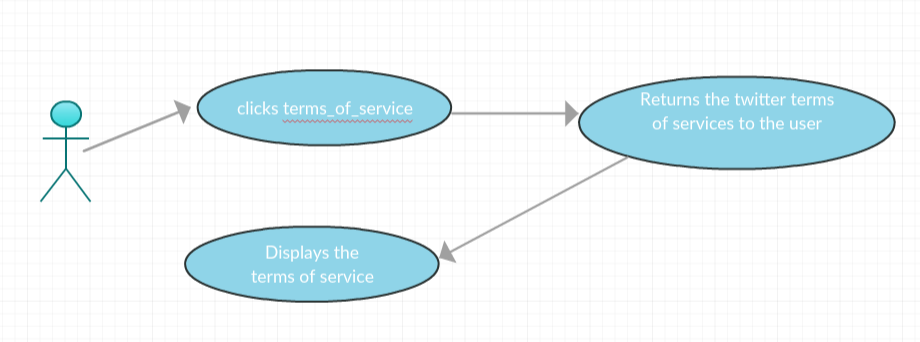 clicks terms_of_service
Returns the twitter terms
of services to the user
Displays the
terms of service